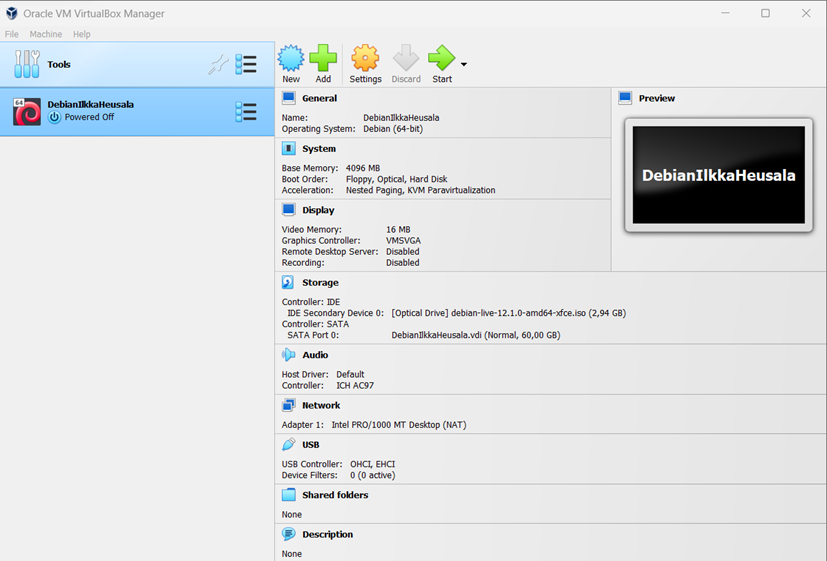 Oracle VM VirtualBox Manager
File Machine Help
Tools
New Add Settings Discard Start
64
DebianIlkkaHeusala
Powered Off
General
Name: DebianIlkkaHeusala
Operating System: Debian (64-bit)
System
Base Memory: 4096 MB
Boot Order: Floppy, Optical, Hard Disk
Acceleration: Nested Paging, KVM Paravirtualization
Display
Video Memory: 16 MB
Graphics Controller: VMSVGA
Remote Desktop Server: Disabled
Recording: Disabled
Preview
DebianIlkkaHeusala
Storage
Controller: IDE
IDE Secondary Device 0: [Optical Drive] debian-live-12.1.0-amd64-xfce.iso (2,94 GB)
Controller: SATA
SATA Port 0: DebianIlkkaHeusala.vdi (Normal, 60,00 GB)
Audio
Host Driver: Default
Controller: ICH AC97
Network
Adapter 1: Intel PRO/1000 MT Desktop (NAT)
USB
USB Controller: OHCI, EHCI
Device Filters: 0 (0 active)
Shared folders
None
Description
None